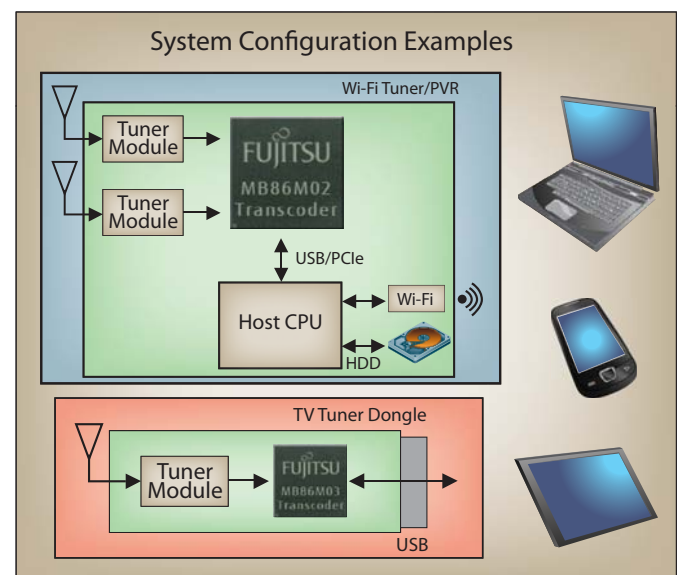 System Configuration Examples
Wi-Fi Tuner/PVR
Tuner
Module
FUJITSU
MB86M02
Transcoder
Tuner
Module
USB/PCIe
Host CPU
Wi-Fi
HDD
TV Tuner Dongle
Tuner
Module
FUJITSU
MB86M03
Transcoder
USB